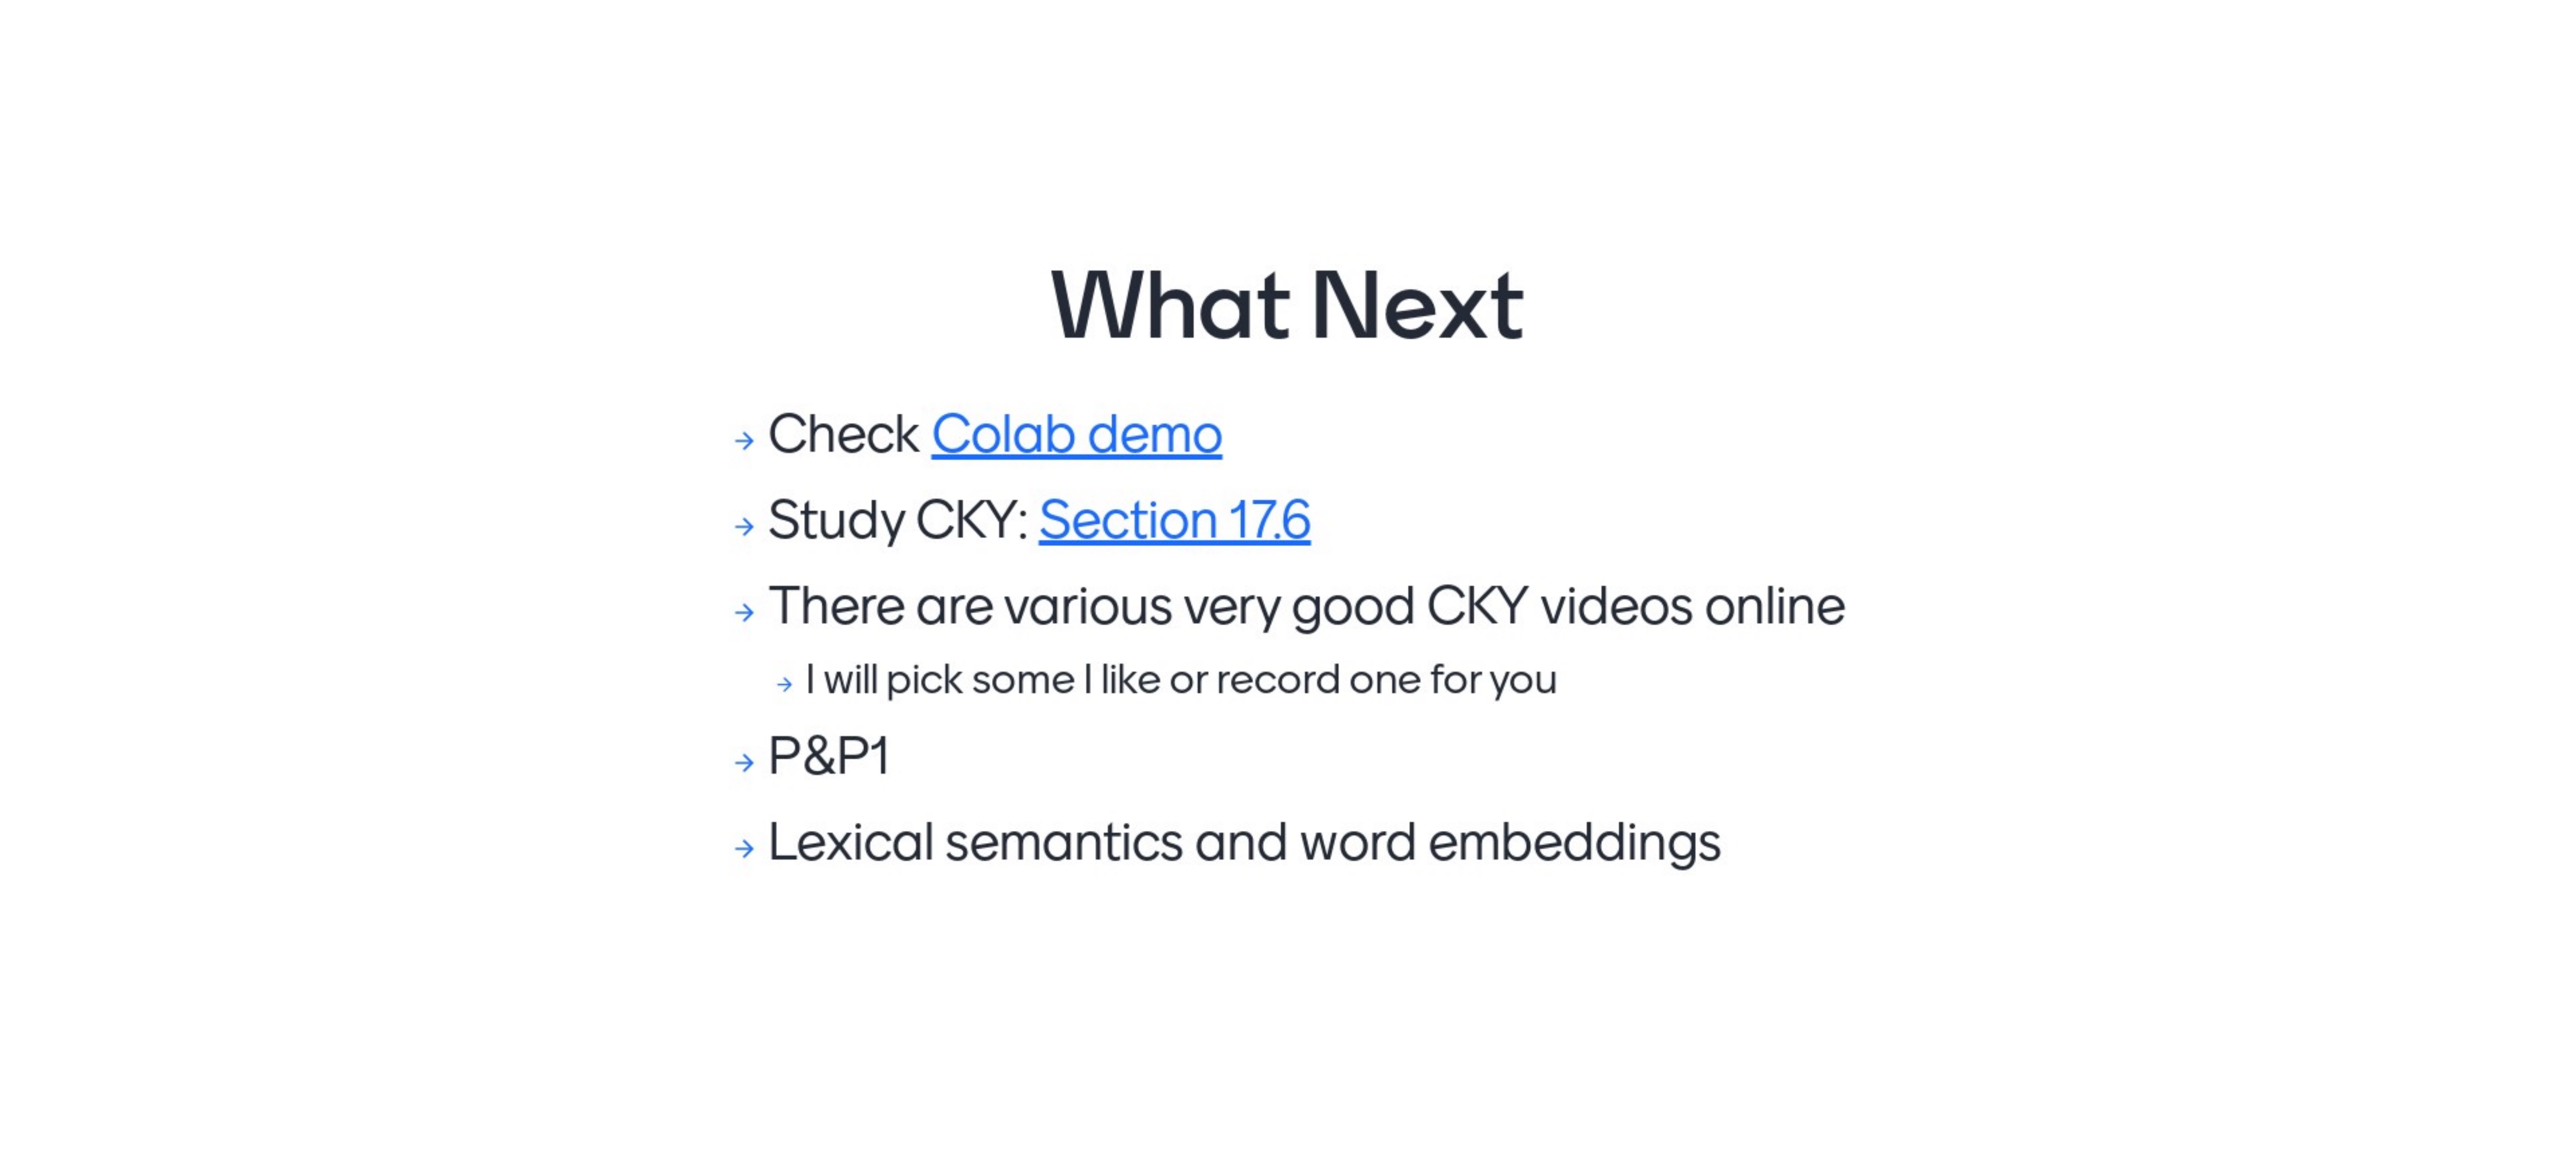 What Next
→ Check Colab demo
→ Study CKY: Section 17.6
→ There are various very good CKY videos online
→ I will pick some I like or record one for you
→ P&P1
→ Lexical semantics and word embeddings